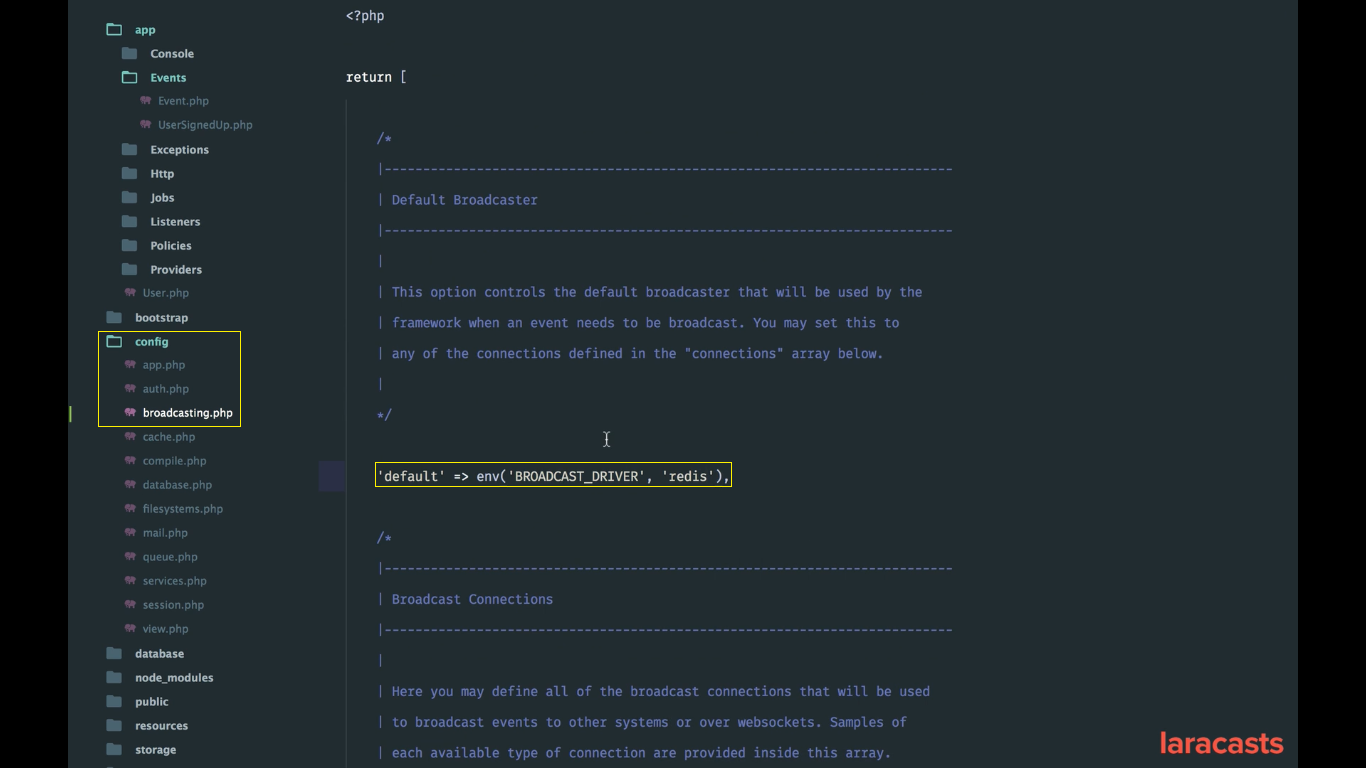 app
Console
Events
Event.php
UserSignedUp.php
Exceptions
Http
Jobs
Listeners
Policies
Providers
User.php
bootstrap
config
app.php
auth.php
broadcasting.php
cache.php
compile.php
database.php
filesystems.php
mail.php
queue.php
services.php
session.php
view.php
database
node_modules
public
resources
storage
<?php
return [
/*
|--------------------------------------------------------------------------
| Default Broadcaster
|--------------------------------------------------------------------------
|
| This option controls the default broadcaster that will be used by the
| framework when an event needs to be broadcast. You may set this to
| any of the connections defined in the "connections" array below.
|
*/
'default' => env('BROADCAST_DRIVER', 'redis'),
/*
|--------------------------------------------------------------------------
| Broadcast Connections
|--------------------------------------------------------------------------
|
| Here you may define all of the broadcast connections that will be used
| to broadcast events to other systems or over websockets. Samples of
| each available type of connection are provided inside this array.
laracasts